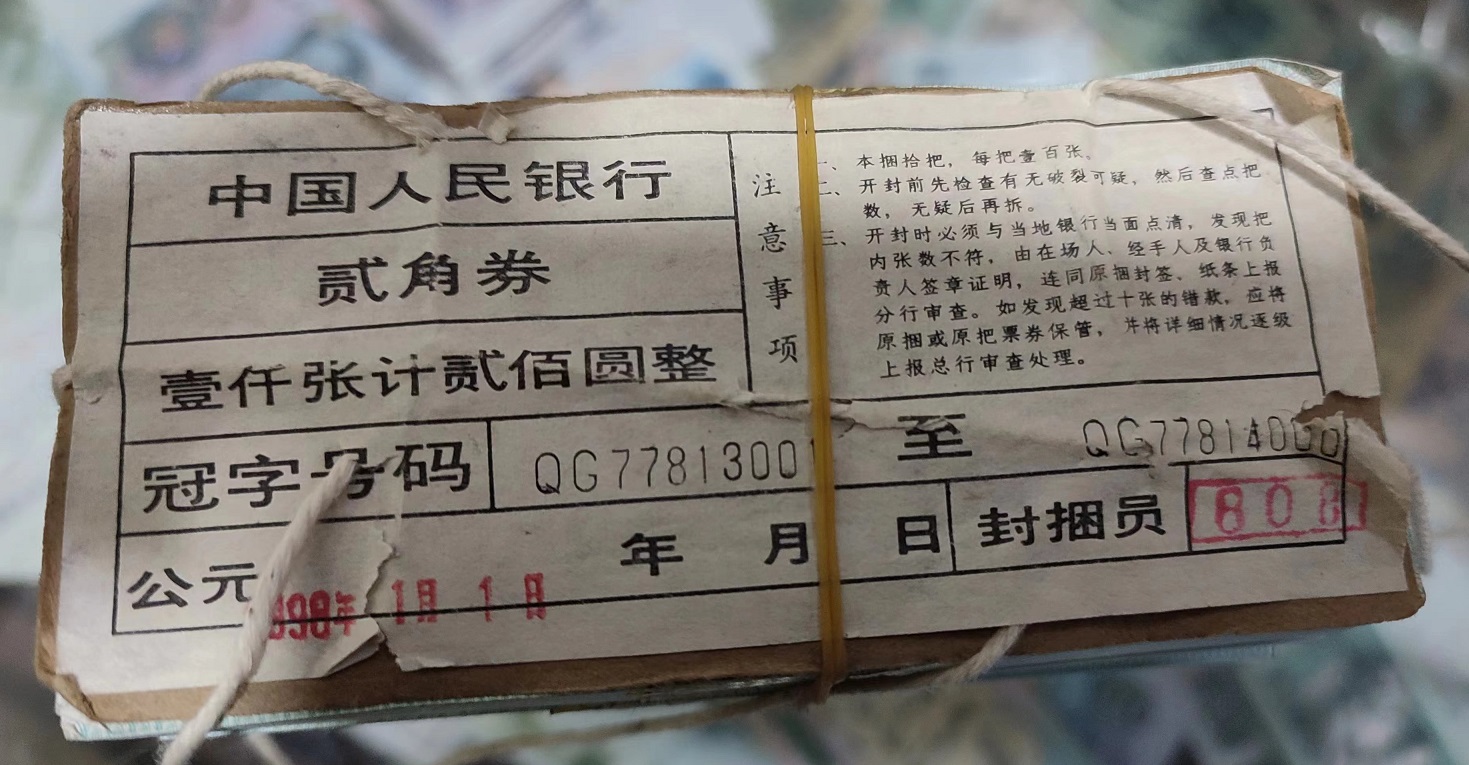 中国人民银行
贰角券
壹仟张计贰佰圆整
注意事项
一、本捆拾把，每把壹百张。
二、开封前先检查有无破裂可疑，然后查点把
数，无疑后再拆。
三、开封时必须与当地银行当面点清，发现把
内张数不符，由在场人、经手人及银行负
责人签章证明，连同原捆封签、纸条上报
分行审查。如发现超过十张的错款，应将
原捆或原把票券保管，并将详细情况逐级
上报总行审查处理。
冠字号码 QG77813001 至 QG77814000
公元 年 月 日 封捆员 808
998年 1月 1日